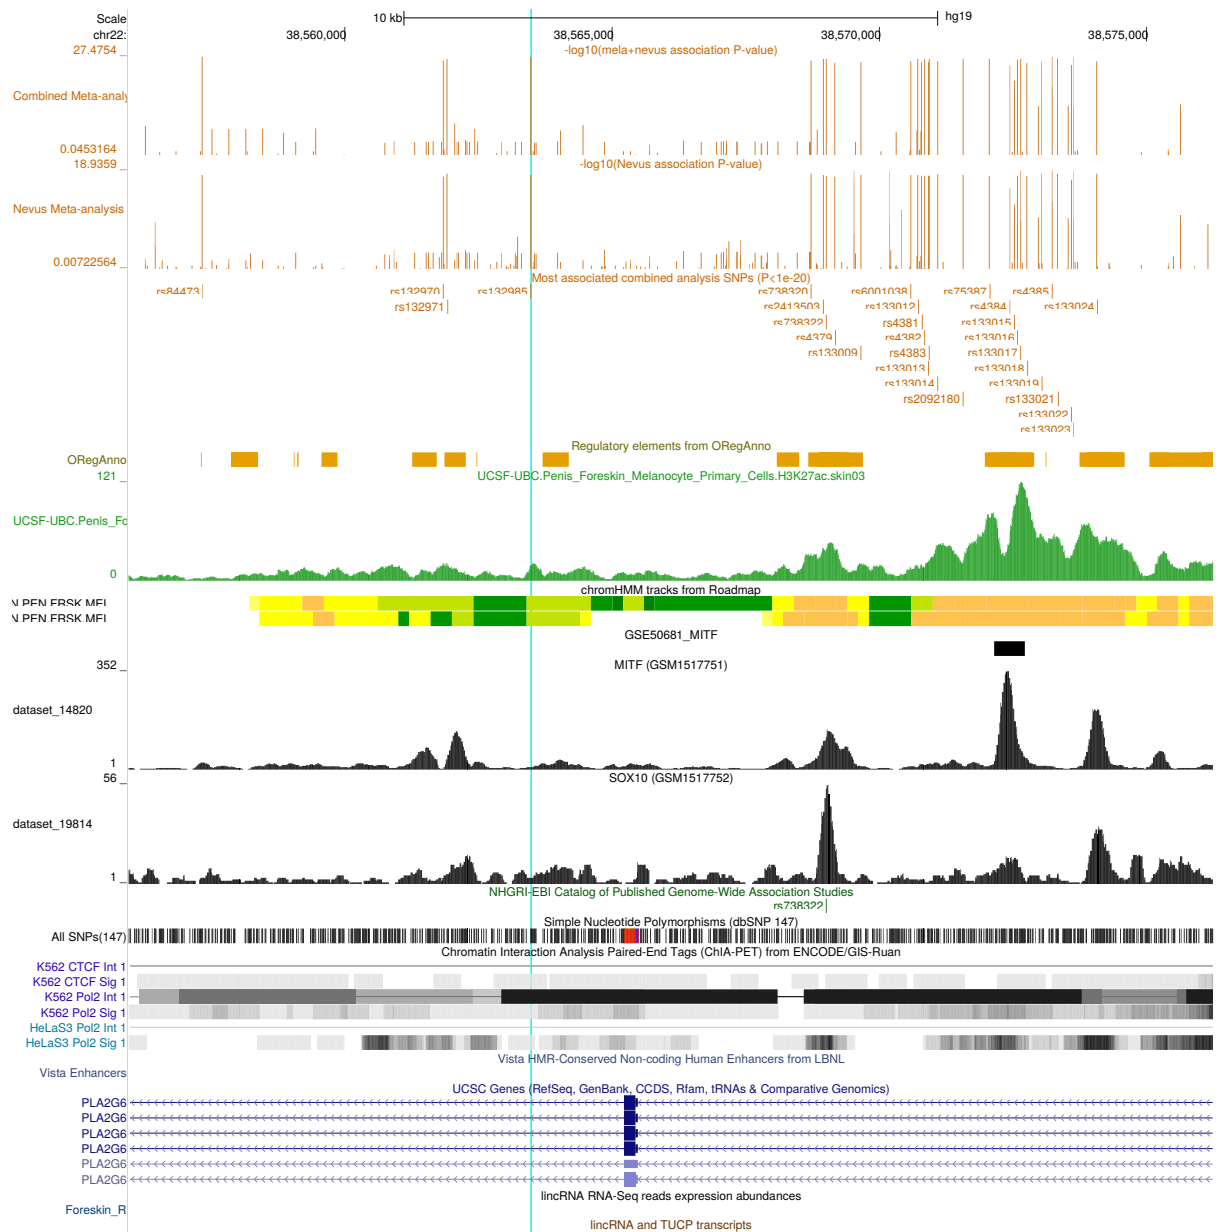 Scale 10 kb hg19
chr22: 38,560,000 38,565,000 38,570,000 38,575,000
27.4754 -log10(mela+nevus association P-value)
Combined Meta-analy
0.0453164
18.9359 -log10(Nevus association P-value)
Nevus Meta-analysis
0.00722564
Most associated combined analysis SNPs (P<1e-20)
rs84473 rs132970 rs132985 rs738320 rs6001038 rs75387 rs4385
rs132971 rs2413503 rs133012 rs4384 rs133024
rs738322 rs4381 rs133015
rs4379 rs4382 rs133016
rs133009 rs4383 rs133017
rs133013 rs133018
rs133014 rs133019
rs2092180 rs133021
rs133022
rs133023
Regulatory elements from ORegAnno
ORegAnno
121 UCSF-UBC.Penis_Foreskin_Melanocyte_Primary_Cells.H3K27ac.skin03
UCSF-UBC.Penis_Fo
0
chromHMM tracks from Roadmap
N.PEN.FRSK.MEL
N.PEN.FRSK.MEL
GSE50681_MITF
352 MITF (GSM1517751)
dataset_14820
1
56 SOX10 (GSM1517752)
dataset_19814
1
NHGRI-EBI Catalog of Published Genome-Wide Association Studies
rs738322
Simple Nucleotide Polymorphisms (dbSNP 147)
All SNPs(147)
Chromatin Interaction Analysis Paired-End Tags (ChIA-PET) from ENCODE/GIS-Ruan
K562 CTCF Int 1
K562 CTCF Sig 1
K562 Pol2 Int 1
K562 Pol2 Sig 1
HeLaS3 Pol2 Int 1
HeLaS3 Pol2 Sig 1
Vista HMR-Conserved Non-coding Human Enhancers from LBNL
Vista Enhancers
UCSC Genes (RefSeq, GenBank, CCDS, Rfam, tRNAs & Comparative Genomics)
PLA2G6
PLA2G6
PLA2G6
PLA2G6
PLA2G6
PLA2G6
lincRNA RNA-Seq reads expression abundances
Foreskin_R
lincRNA and TUCP transcripts